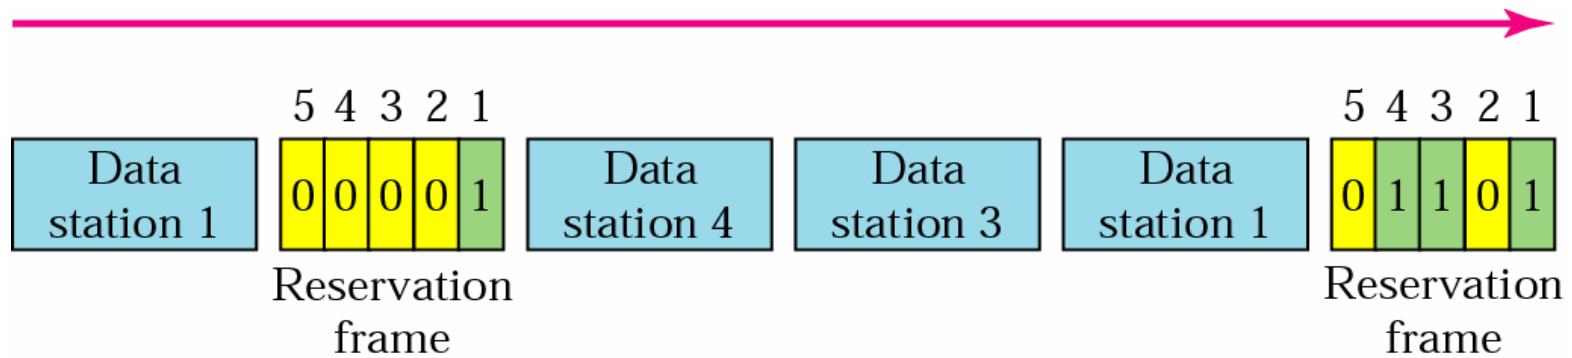 5 4 3 2 1
5 4 3 2 1
Data
station 1
0 0 0 0 1
Data
station 4
Data
station 3
Data
station 1
0 1 1 0 1
Reservation
frame
Reservation
frame